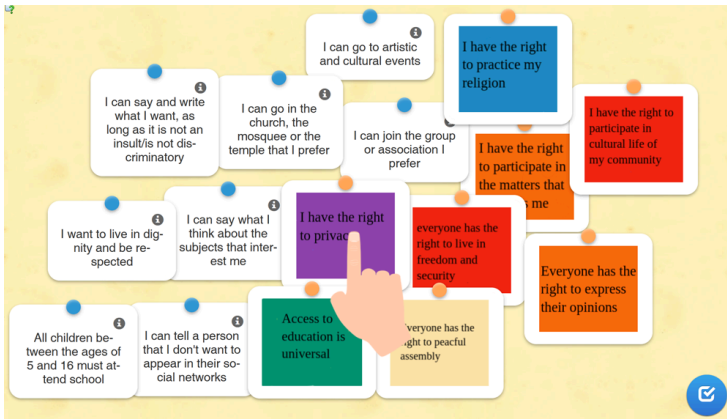 I can go to artistic
and cultural events
I have the right
to practice my
religion
I can say and write
what I want, as
long as it is not an
insult/is not dis-
criminatory
I can go in the
church, the
mosquee or the
temple that I prefer
I can join the group
or association I
prefer
I have the right
to participate in
the matters that
me
I have the right to
participate in
cultural life of
my community
I want to live in dig-
nity and be re-
spected
I can say what I
think about the
subjects that inter-
est me
I have the right
to privac
everyone has the
right to live in
freedom and
security
Everyone has the
right to express
their opinions
All children be-
tween the ages of
5 and 16 must at-
tend school
I can tell a person
that I don't want to
appear in their so-
cial networks
Access to
education is
universal
veryone has the
ght to peacful
assembly